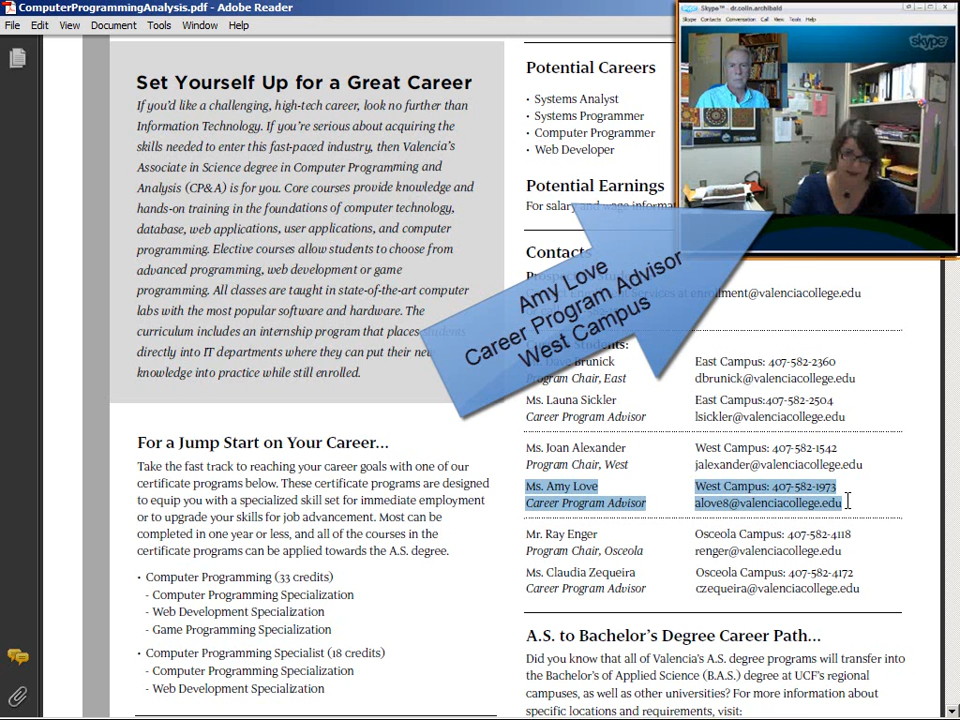 ComputerProgrammingAnalysis.pdf - Adobe Reader
File Edit View Document Tools Window Help
Skype™ - dr.colin.archibald
Skype Contacts Conversation Call View Tools Help
skype
Set Yourself Up for a Great Career
If you'd like a challenging, high-tech career, look no further than
Information Technology. If you're serious about acquiring the
skills needed to enter this fast-paced industry, then Valencia's
Associate in Science degree in Computer Programming and
Analysis (CP&A) is for you. Core courses provide knowledge and
hands-on training in the foundations of computer technology,
database, web applications, user applications, and computer
programming. Elective courses allow students to choose from
advanced programming, web development or game
programming. All classes are taught in state-of-the-art computer
labs with the most popular software and hardware. The
curriculum includes an internship program that places students
directly into IT departments where they can put their new
knowledge into practice while still enrolled.
For a Jump Start on Your Career...
Take the fast track to reaching your career goals with one of our
certificate programs below. These certificate programs are designed
to equip you with a specialized skill set for immediate employment
or to upgrade your skills for job advancement. Most can be
completed in one year or less, and all of the courses in the
certificate programs can be applied towards the A.S. degree.
• Computer Programming (33 credits)
- Computer Programming Specialization
- Web Development Specialization
- Game Programming Specialization
• Computer Programming Specialist (18 credits)
- Computer Programming Specialization
- Web Development Specialization
Potential Careers
• Systems Analyst
• Systems Programmer
• Computer Programmer
• Web Developer
Potential Earnings
For salary and wage informat
Contacts
Amy Love
Career Program Advisor
West Campus
services at enrollment@valenciacollege.edu
Students:
Dave Brunick East Campus: 407-582-2360
Program Chair, East dbrunick@valenciacollege.edu
Ms. Launa Sickler East Campus:407-582-2504
Career Program Advisor lsickler@valenciacollege.edu
Ms. Joan Alexander West Campus: 407-582-1542
Program Chair, West jalexander@valenciacollege.edu
Ms. Amy Love West Campus: 407-582-1973
Career Program Advisor alove8@valenciacollege.edu
Mr. Ray Enger Osceola Campus: 407-582-4118
Program Chair, Osceola renger@valenciacollege.edu
Ms. Claudia Zequeira Osceola Campus: 407-582-4172
Career Program Advisor czequeira@valenciacollege.edu
A.S. to Bachelor's Degree Career Path...
Did you know that all of Valencia's A.S. degree programs will transfer into
the Bachelor's of Applied Science (B.A.S.) degree at UCF's regional
campuses, as well as other universities? For more information about
specific locations and requirements, visit: